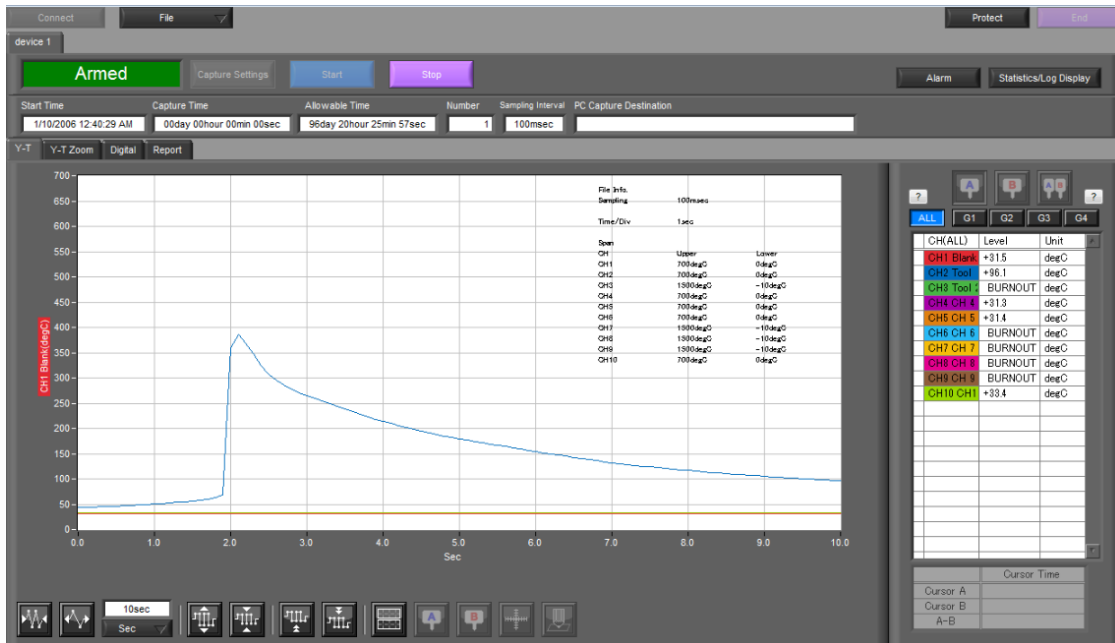 Connect File Protect End
device 1
Armed Capture Settings Start Stop Alarm Statistics/Log Display
Start Time Capture Time Allowable Time Number Sampling Interval PC Capture Destination
1/10/2006 12:40:29 AM 00day 00hour 00min 00sec 96day 20hour 25min 57sec 1 100msec
Y-T Y-T Zoom Digital Report
CH1 Blank(degC)
700
650
600
550
500
450
400
350
300
250
200
150
100
50
0
0.0 1.0 2.0 3.0 4.0 5.0 6.0 7.0 8.0 9.0 10.0
Sec
File Info.
Sampling 100msec
Time/Div 1sec
Span
CH Upper Lower
CH1 700degC 0degC
CH2 700degC 0degC
CH3 1500degC -10degC
CH4 700degC 0degC
CH5 700degC 0degC
CH6 700degC 0degC
CH7 1500degC -10degC
CH8 1500degC -10degC
CH9 1500degC -10degC
CH10 700degC 0degC
? A B A B ?
ALL G1 G2 G3 G4
CH(ALL) Level Unit
CH1 Blank +31.5 degC
CH2 Tool +96.1 degC
CH3 Tool 2 BURNOUT degC
CH4 CH 4 +31.3 degC
CH5 CH 5 +31.4 degC
CH6 CH 6 BURNOUT degC
CH7 CH 7 BURNOUT degC
CH8 CH 8 BURNOUT degC
CH9 CH 9 BURNOUT degC
CH10 CH1 +33.4 degC
Cursor Time
Cursor A
Cursor B
A-B
10sec
Sec
A B